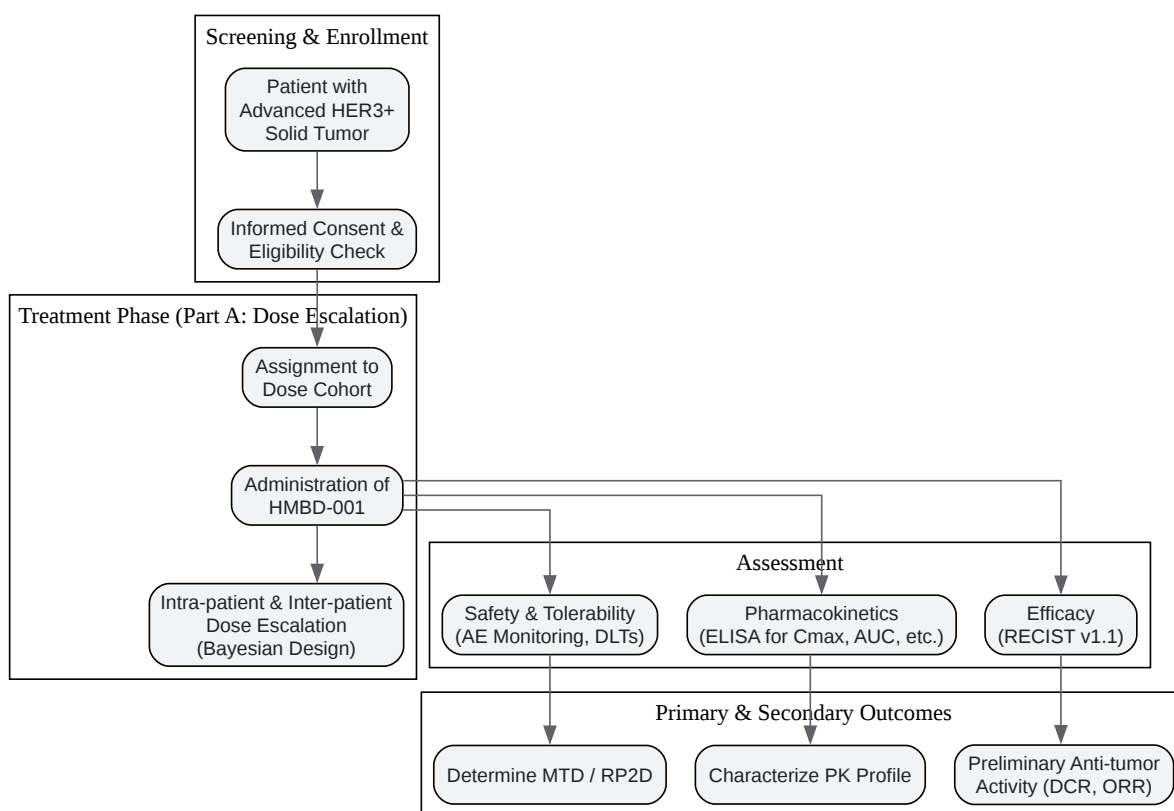 Screening & Enrollment
Patient with
Advanced HER3+
Solid Tumor
Informed Consent &
Eligibility Check
Treatment Phase (Part A: Dose Escalation)
Assignment to
Dose Cohort
Administration of
HMBD-001
Intra-patient & Inter-patient
Dose Escalation
(Bayesian Design)
Assessment
Safety & Tolerability
(AE Monitoring, DLTs)
Pharmacokinetics
(ELISA for Cmax, AUC, etc.)
Efficacy
(RECIST v1.1)
Primary & Secondary Outcomes
Determine MTD / RP2D
Characterize PK Profile
Preliminary Anti-tumor
Activity (DCR, ORR)